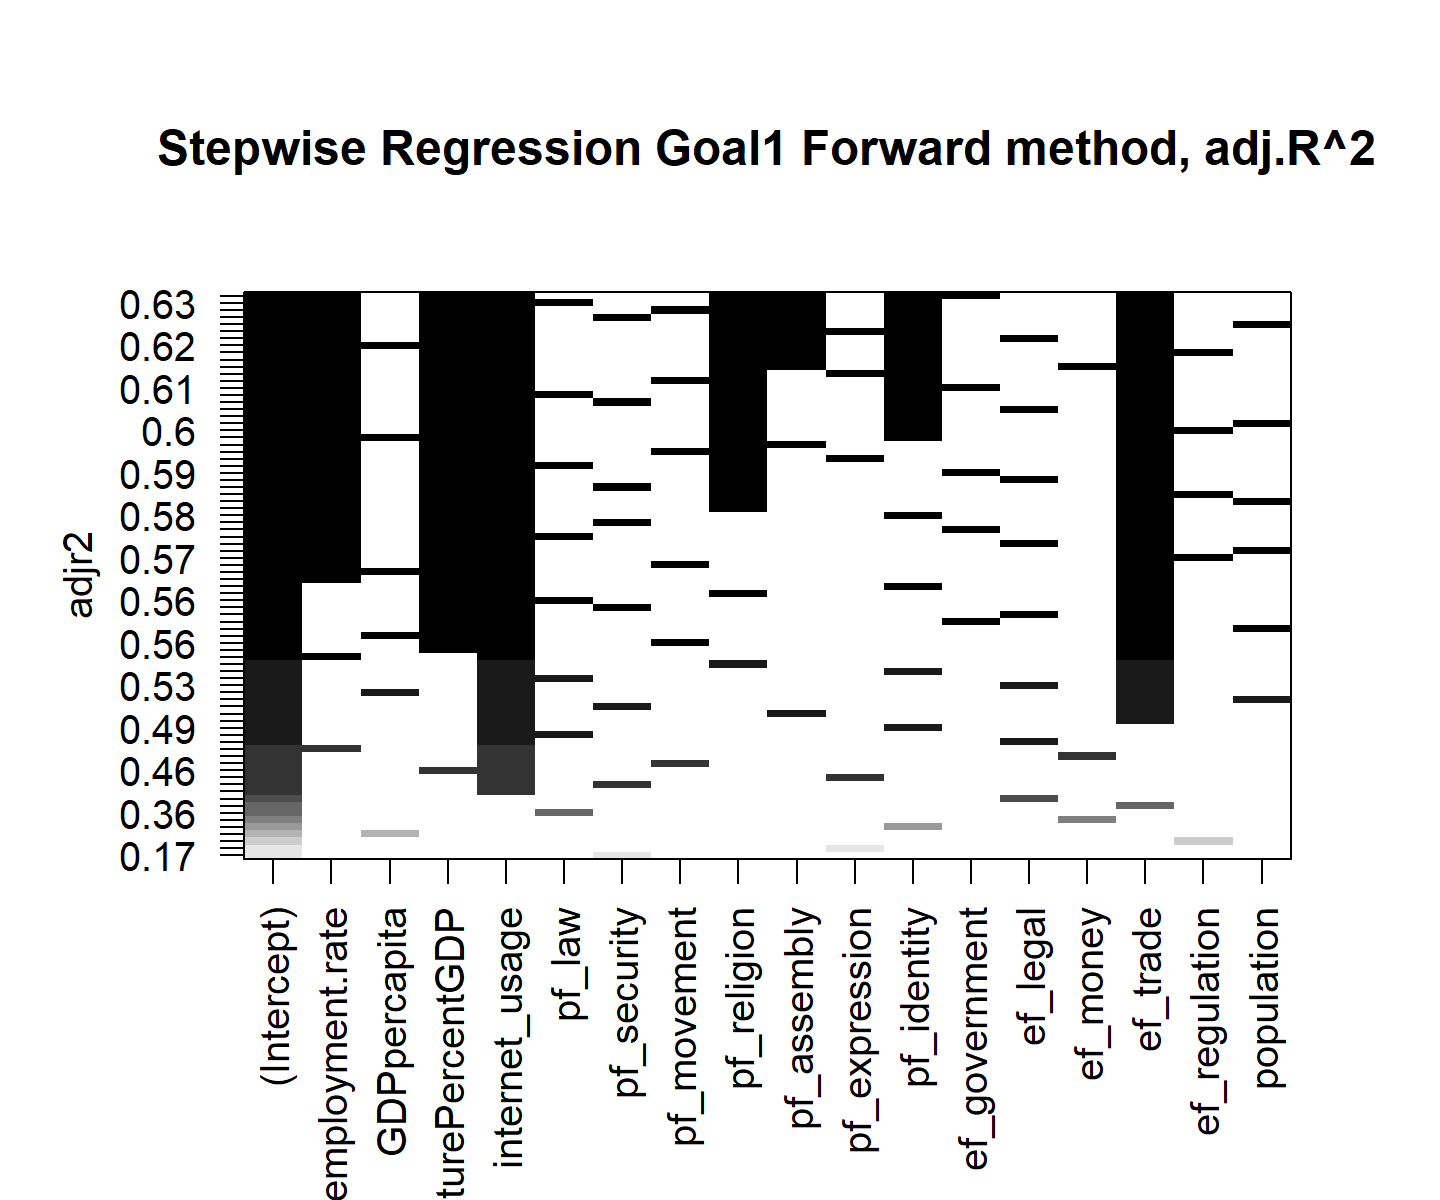 Stepwise Regression Goal1 Forward method, adj.R^2
adjr2
0.63
0.62
0.61
0.6
0.59
0.58
0.57
0.56
0.56
0.53
0.49
0.46
0.36
0.17
(Intercept)
employment.rate
GDPpercapita
turePercentGDP
internet_usage
pf_law
pf_security
pf_movement
pf_religion
pf_assembly
pf_expression
pf_identity
ef_government
ef_legal
ef_money
ef_trade
ef_regulation
population